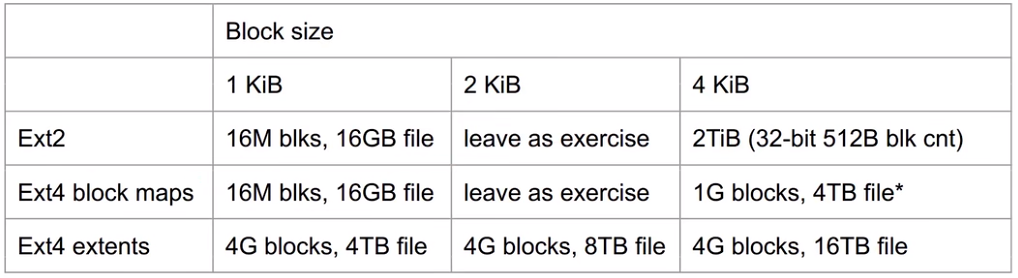 Block size
1 KiB 2 KiB 4 KiB
Ext2 16M blks, 16GB file leave as exercise 2TiB (32-bit 512B blk cnt)
Ext4 block maps 16M blks, 16GB file leave as exercise 1G blocks, 4TB file*
Ext4 extents 4G blocks, 4TB file 4G blocks, 8TB file 4G blocks, 16TB file